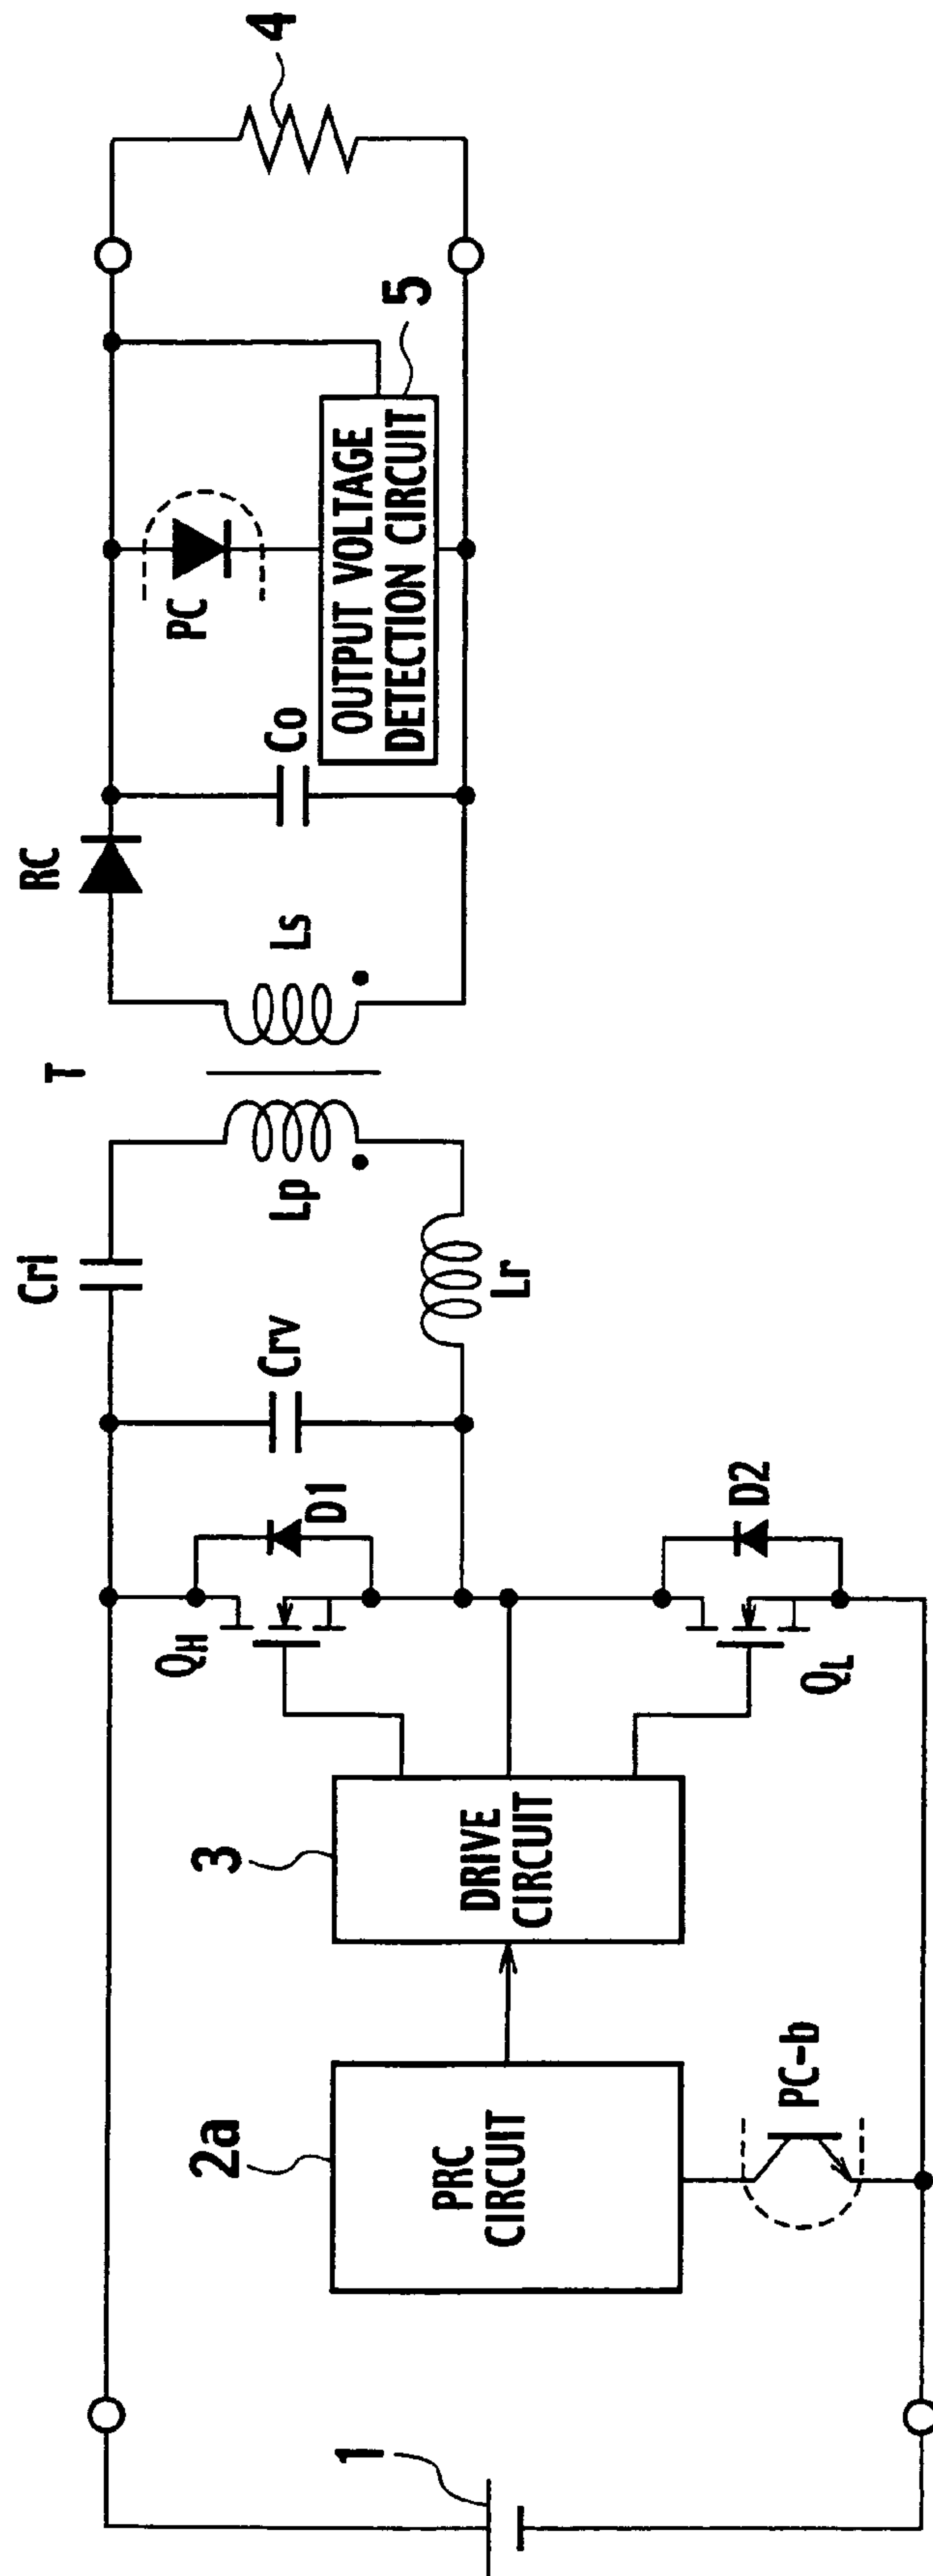 1
2a
PRC
CIRCUIT
PC-b
3
DRIVE
CIRCUIT
QH
D1
QL
D2
Crv
Cri
Lr
Lp
T
Ls
RC
Co
PC
OUTPUT VOLTAGE
DETECTION CIRCUIT
5
4